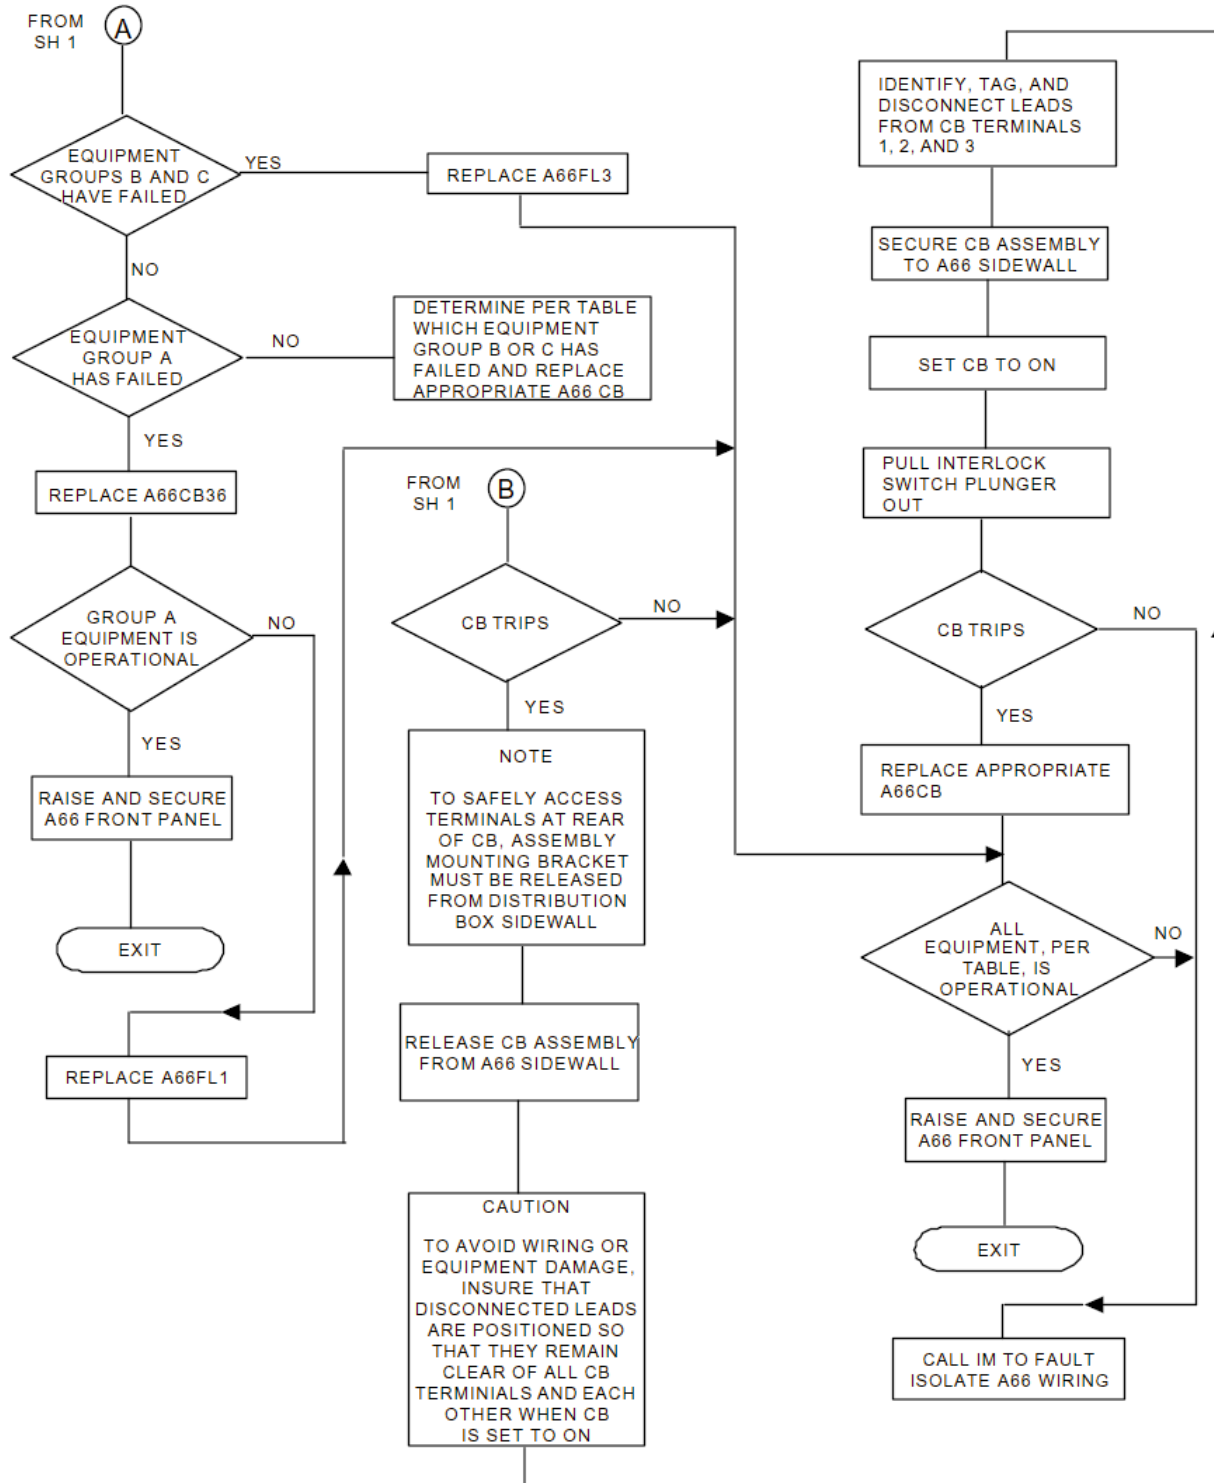 FROM
SH 1
A
EQUIPMENT
GROUPS B AND C
HAVE FAILED
YES
REPLACE A66FL3
NO
EQUIPMENT
GROUP A
HAS FAILED
NO
DETERMINE PER TABLE
WHICH EQUIPMENT
GROUP B OR C HAS
FAILED AND REPLACE
APPROPRIATE A66 CB
YES
REPLACE A66CB36
GROUP A
EQUIPMENT IS
OPERATIONAL
NO
YES
RAISE AND SECURE
A66 FRONT PANEL
EXIT
REPLACE A66FL1
FROM
SH 1
B
CB TRIPS
NO
YES
NOTE
TO SAFELY ACCESS
TERMINALS AT REAR
OF CB, ASSEMBLY
MOUNTING BRACKET
MUST BE RELEASED
FROM DISTRIBUTION
BOX SIDEWALL
RELEASE CB ASSEMBLY
FROM A66 SIDEWALL
CAUTION
TO AVOID WIRING OR
EQUIPMENT DAMAGE,
INSURE THAT
DISCONNECTED LEADS
ARE POSITIONED SO
THAT THEY REMAIN
CLEAR OF ALL CB
TERMINIALS AND EACH
OTHER WHEN CB
IS SET TO ON
IDENTIFY, TAG, AND
DISCONNECT LEADS
FROM CB TERMINALS
1, 2, AND 3
SECURE CB ASSEMBLY
TO A66 SIDEWALL
SET CB TO ON
PULL INTERLOCK
SWITCH PLUNGER
OUT
CB TRIPS
NO
YES
REPLACE APPROPRIATE
A66CB
ALL
EQUIPMENT, PER
TABLE, IS
OPERATIONAL
NO
YES
RAISE AND SECURE
A66 FRONT PANEL
EXIT
CALL IM TO FAULT
ISOLATE A66 WIRING